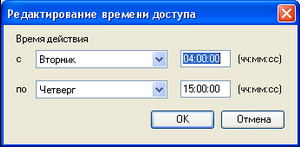 Редактирование времени доступа
Время действия
с Вторник 04:00:00 (чч:мм:сс)
по Четверг 15:00:00 (чч:мм:сс)
OK Отмена